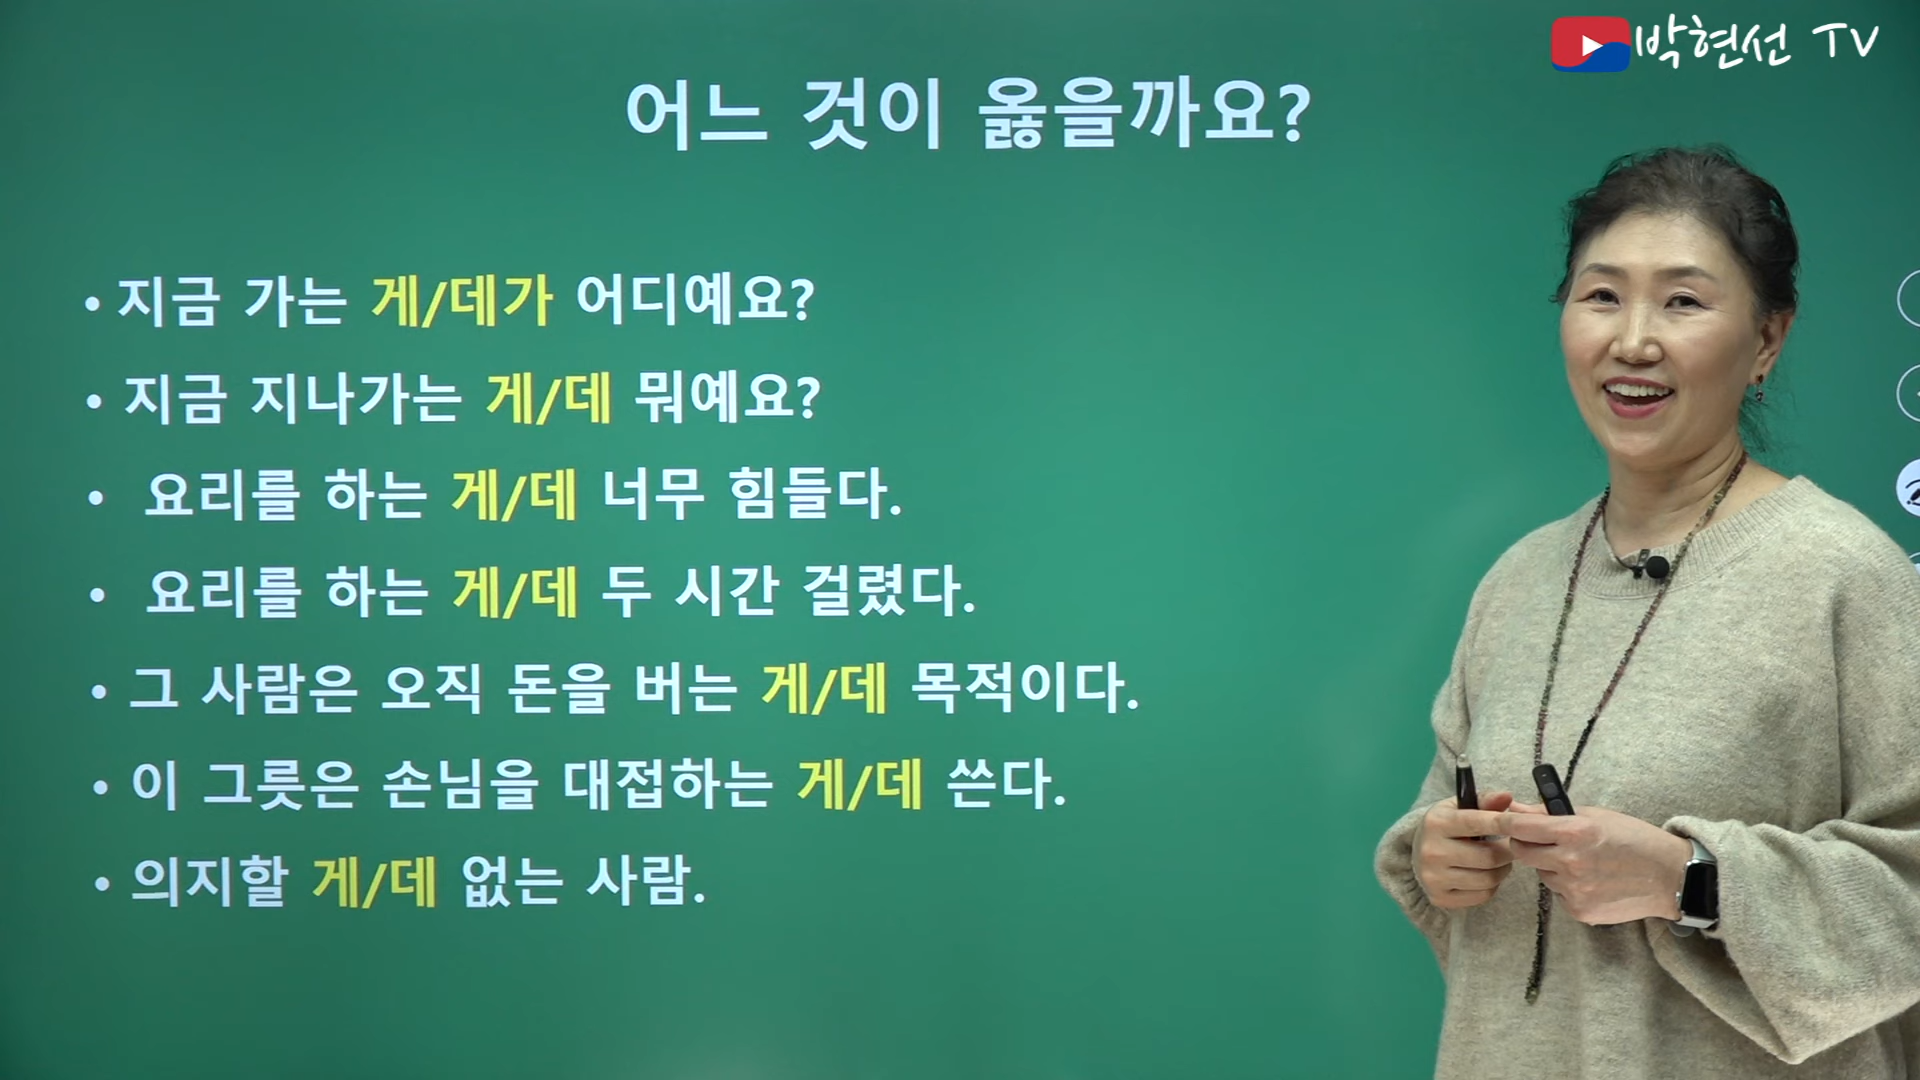 박현선 TV
어느 것이 옳을까요?
• 지금 가는 게/데가 어디예요?
• 지금 지나가는 게/데 뭐예요?
• 요리를 하는 게/데 너무 힘들다.
• 요리를 하는 게/데 두 시간 걸렸다.
• 그 사람은 오직 돈을 버는 게/데 목적이다.
• 이 그릇은 손님을 대접하는 게/데 쓴다.
• 의지할 게/데 없는 사람.